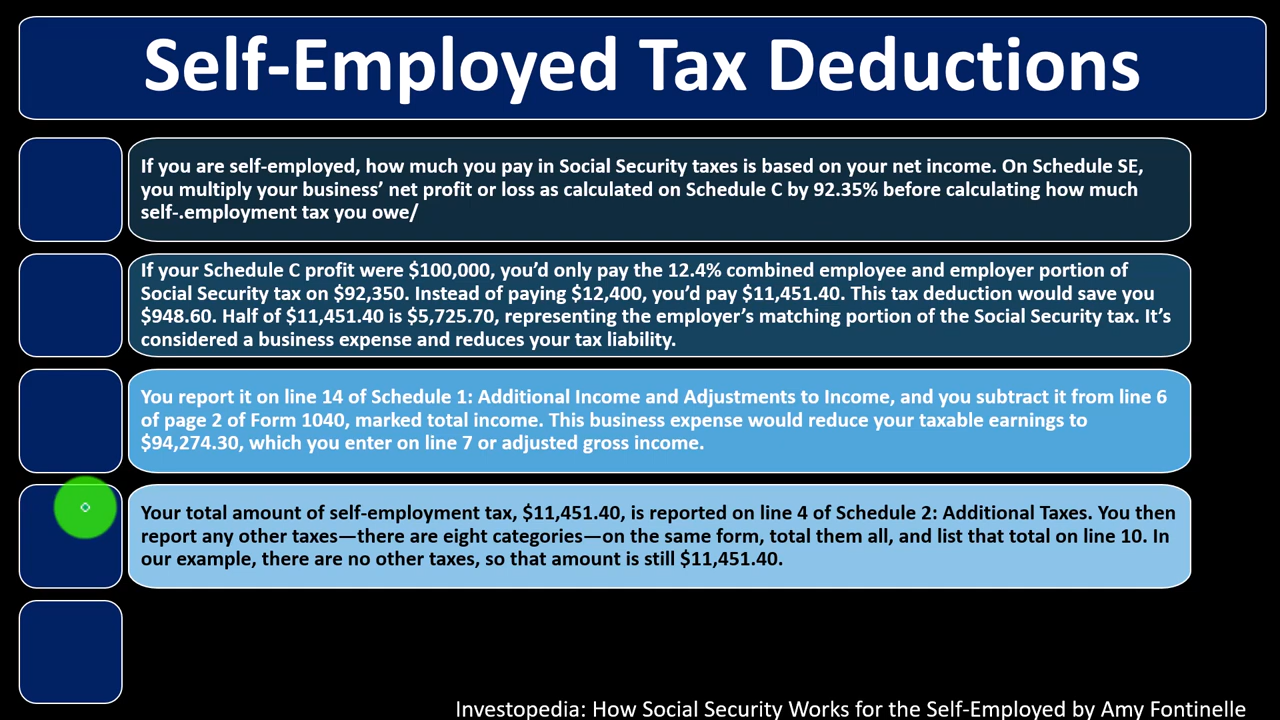 Self-Employed Tax Deductions
If you are self-employed, how much you pay in Social Security taxes is based on your net income. On Schedule SE,
you multiply your business’ net profit or loss as calculated on Schedule C by 92.35% before calculating how much
self-.employment tax you owe/
If your Schedule C profit were $100,000, you’d only pay the 12.4% combined employee and employer portion of
Social Security tax on $92,350. Instead of paying $12,400, you’d pay $11,451.40. This tax deduction would save you
$948.60. Half of $11,451.40 is $5,725.70, representing the employer’s matching portion of the Social Security tax. It’s
considered a business expense and reduces your tax liability.
You report it on line 14 of Schedule 1: Additional Income and Adjustments to Income, and you subtract it from line 6
of page 2 of Form 1040, marked total income. This business expense would reduce your taxable earnings to
$94,274.30, which you enter on line 7 or adjusted gross income.
Your total amount of self-employment tax, $11,451.40, is reported on line 4 of Schedule 2: Additional Taxes. You then
report any other taxes—there are eight categories—on the same form, total them all, and list that total on line 10. In
our example, there are no other taxes, so that amount is still $11,451.40.
Investopedia: How Social Security Works for the Self-Employed by Amy Fontinelle